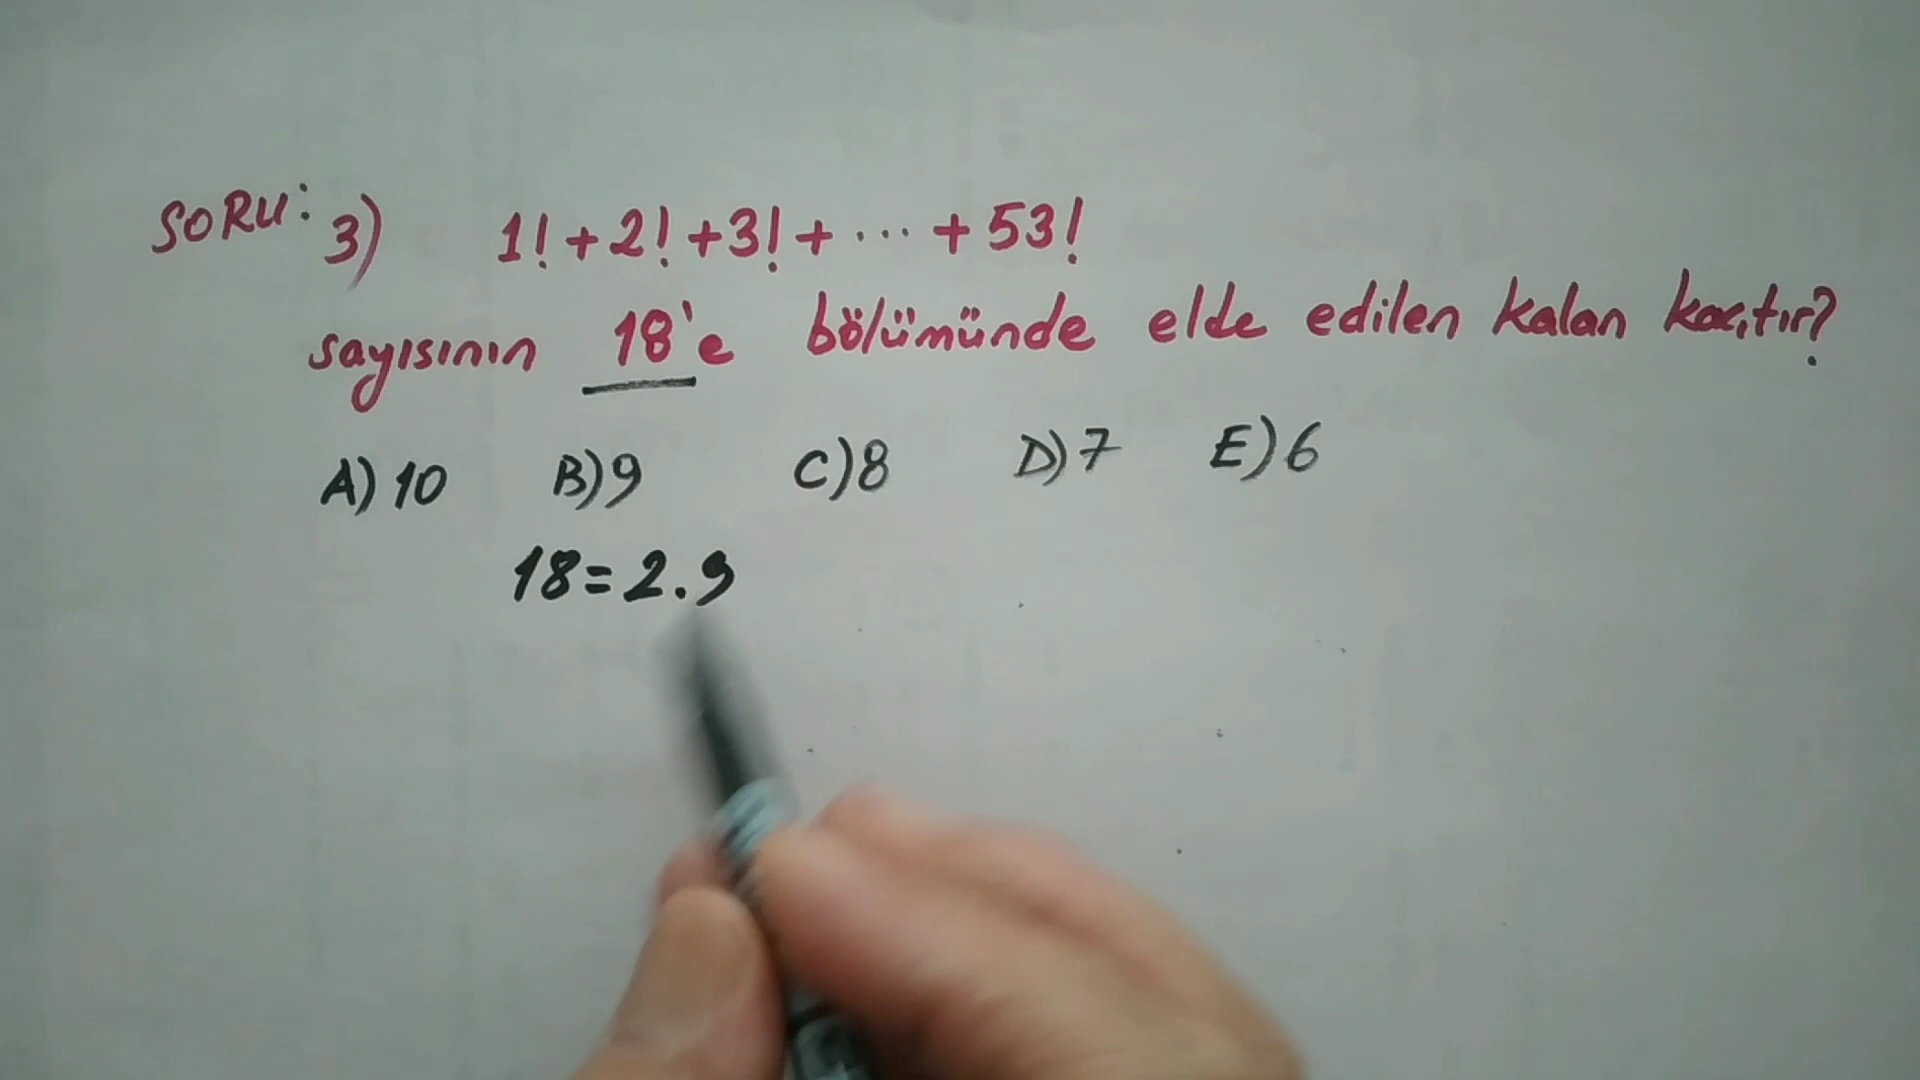 SORU: 3) 1! + 2! + 3! + ... + 53!
sayısının 18'e bölümünde elde edilen kalan kaçtır?
A) 10 B) 9 C) 8 D) 7 E) 6
18 = 2.9